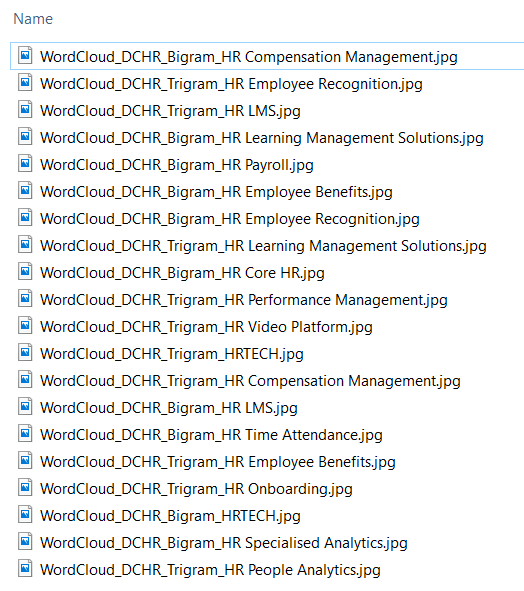 Name
WordCloud_DCHR_Bigram_HR Compensation Management.jpg
WordCloud_DCHR_Trigram_HR Employee Recognition.jpg
WordCloud_DCHR_Trigram_HR LMS.jpg
WordCloud_DCHR_Bigram_HR Learning Management Solutions.jpg
WordCloud_DCHR_Bigram_HR Payroll.jpg
WordCloud_DCHR_Bigram_HR Employee Benefits.jpg
WordCloud_DCHR_Bigram_HR Employee Recognition.jpg
WordCloud_DCHR_Trigram_HR Learning Management Solutions.jpg
WordCloud_DCHR_Bigram_HR Core HR.jpg
WordCloud_DCHR_Trigram_HR Performance Management.jpg
WordCloud_DCHR_Trigram_HR Video Platform.jpg
WordCloud_DCHR_Trigram_HRTECH.jpg
WordCloud_DCHR_Trigram_HR Compensation Management.jpg
WordCloud_DCHR_Bigram_HR LMS.jpg
WordCloud_DCHR_Bigram_HR Time Attendance.jpg
WordCloud_DCHR_Trigram_HR Employee Benefits.jpg
WordCloud_DCHR_Trigram_HR Onboarding.jpg
WordCloud_DCHR_Bigram_HRTECH.jpg
WordCloud_DCHR_Bigram_HR Specialised Analytics.jpg
WordCloud_DCHR_Trigram_HR People Analytics.jpg